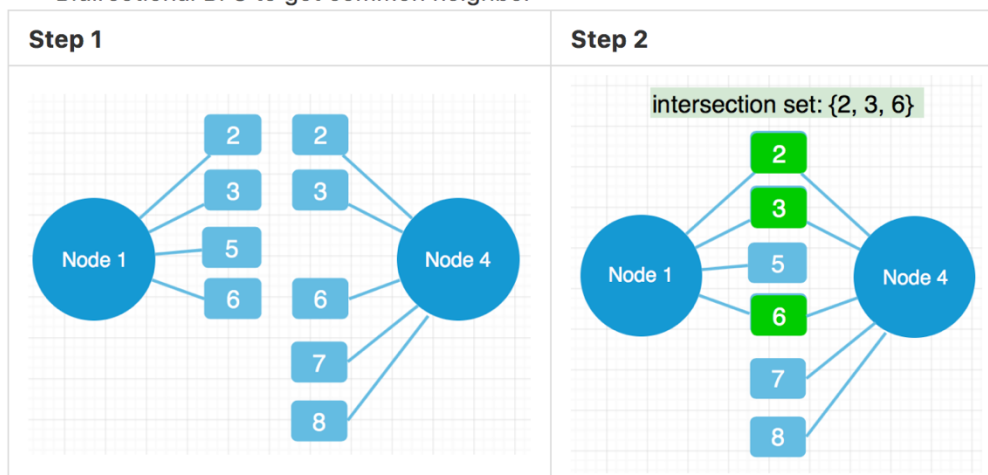 Step 1
Step 2
intersection set: {2, 3, 6}
2 2
3 3
5
6 6
7
8
Node 1
Node 4
2
3
5
6
7
8
Node 1
Node 4